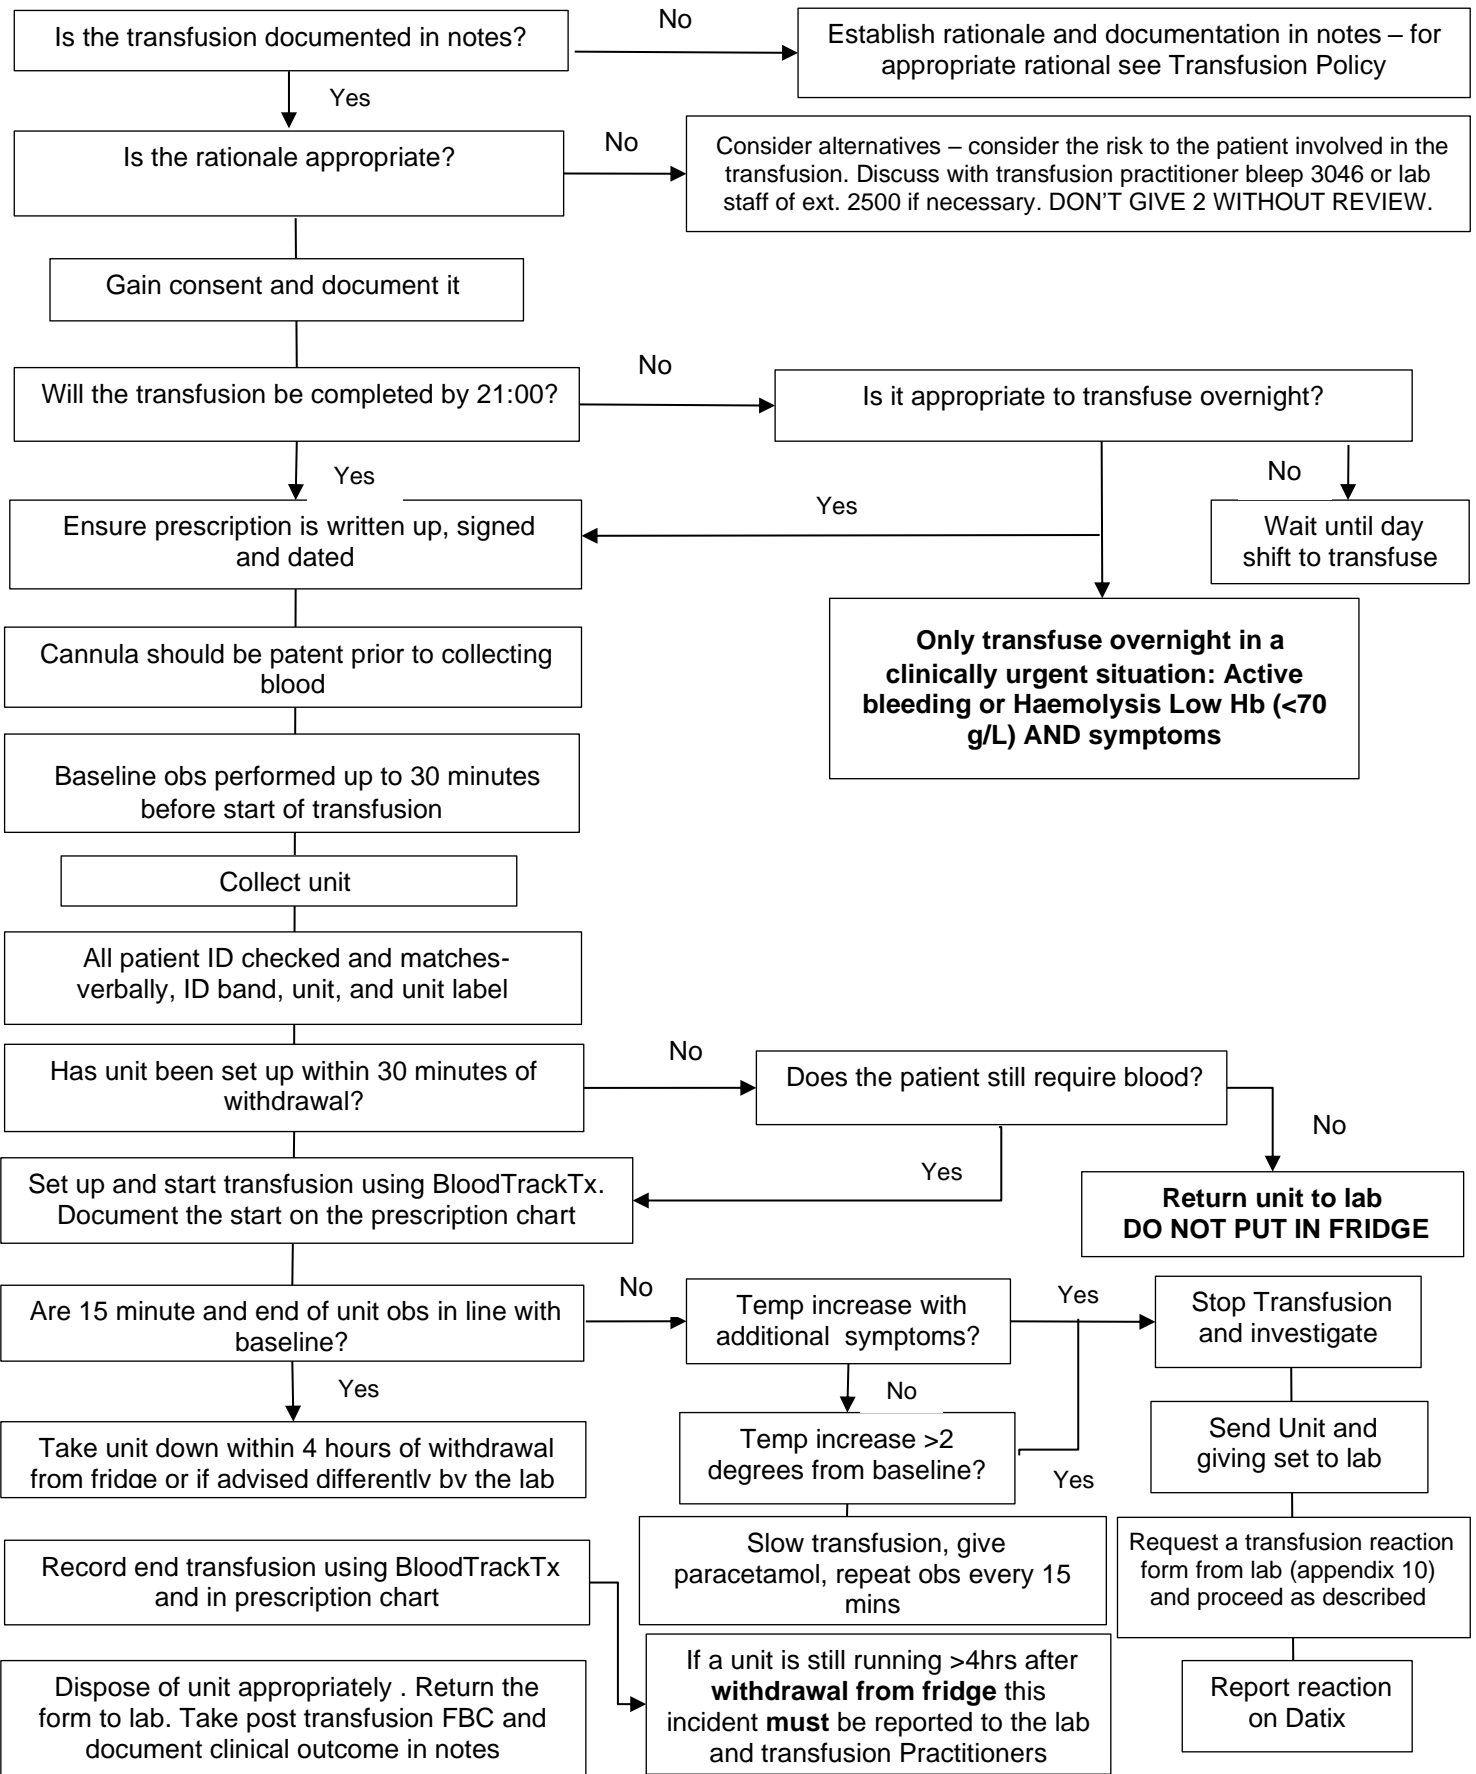 No
Is the transfusion documented in notes?
Establish rationale and documentation in notes – for
appropriate rational see Transfusion Policy
Yes
Is the rationale appropriate?
No
Consider alternatives – consider the risk to the patient involved in the
transfusion. Discuss with transfusion practitioner bleep 3046 or lab
staff of ext. 2500 if necessary. DON'T GIVE 2 WITHOUT REVIEW.
Gain consent and document it
Will the transfusion be completed by 21:00?
No
Is it appropriate to transfuse overnight?
Yes
Yes
No
Ensure prescription is written up, signed
and dated
Wait until day
shift to transfuse
Only transfuse overnight in a
clinically urgent situation: Active
bleeding or Haemolysis Low Hb (<70
g/L) AND symptoms
Cannula should be patent prior to collecting
blood
Baseline obs performed up to 30 minutes
before start of transfusion
Collect unit
All patient ID checked and matches-
verbally, ID band, unit, and unit label
Has unit been set up within 30 minutes of
withdrawal?
No
Does the patient still require blood?
No
Yes
Set up and start transfusion using BloodTrackTx.
Document the start on the prescription chart
Return unit to lab
DO NOT PUT IN FRIDGE
Are 15 minute and end of unit obs in line with
baseline?
No
Temp increase with
additional symptoms?
Yes
Stop Transfusion
and investigate
Yes
No
Take unit down within 4 hours of withdrawal
from fridge or if advised differently by the lab
Temp increase >2
degrees from baseline?
Yes
Send Unit and
giving set to lab
Record end transfusion using BloodTrackTx
and in prescription chart
Slow transfusion, give
paracetamol, repeat obs every 15
mins
Request a transfusion reaction
form from lab (appendix 10)
and proceed as described
Dispose of unit appropriately . Return the
form to lab. Take post transfusion FBC and
document clinical outcome in notes
If a unit is still running >4hrs after
withdrawal from fridge this
incident must be reported to the lab
and transfusion Practitioners
Report reaction
on Datix